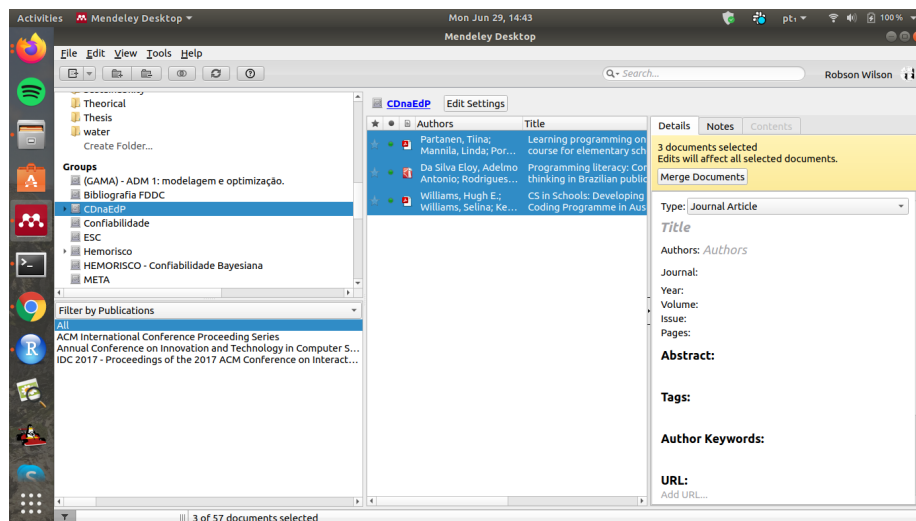 Activities Mendeley Desktop Mon Jun 29, 14:43 pt₁ 100 %
Mendeley Desktop
File Edit View Tools Help
Search... Robson Wilson
Theorical
Thesis
water
Create Folder...
Groups
(GAMA) - ADM 1: modelagem e optimização.
Bibliografia FDDC
CDnaEdP
Confiabilidade
ESC
Hemorisco
HEMORISCO - Confiabilidade Bayesiana
META
Filter by Publications
All
ACM International Conference Proceeding Series
Annual Conference on Innovation and Technology in Computer S...
IDC 2017 - Proceedings of the 2017 ACM Conference on Interact...
CDnaEdP Edit Settings
Authors Title
Partanen, Tiina; Learning programming on
Mannila, Linda; Por... course for elementary sch
Da Silva Eloy, Adelmo Programming literacy: Cor
Antonio; Rodrigues... thinking in Brazilian public
Williams, Hugh E.; CS in Schools: Developing
Williams, Selina; Ke... Coding Programme in Aus
Details Notes Contents
3 documents selected
Edits will affect all selected documents.
Merge Documents
Type: Journal Article
Title
Authors: Authors
Journal:
Year:
Volume:
Issue:
Pages:
Abstract:
Tags:
Author Keywords:
URL:
Add URL...
3 of 57 documents selected